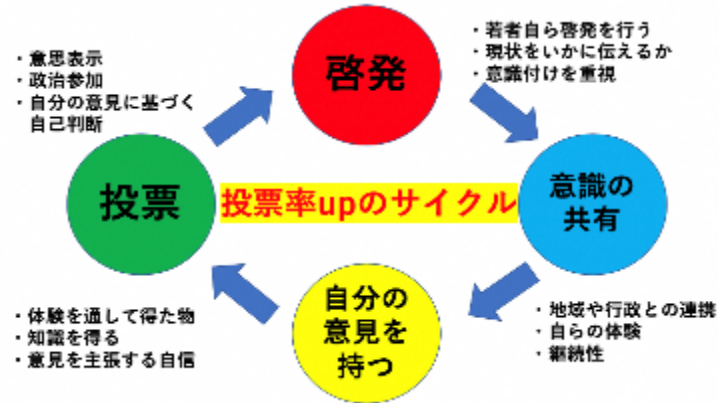 啓発
・若者自ら啓発を行う
・現状をいかに伝えるか
・意識付けを重視
意識の
共有
・地域や行政との連携
・自らの体験
・継続性
自分の
意見を
持つ
・体験を通して得た物
・知識を得る
・意見を主張する自信
投票
・意思表示
・政治参加
・自分の意見に基づく
自己判断
投票率upのサイクル